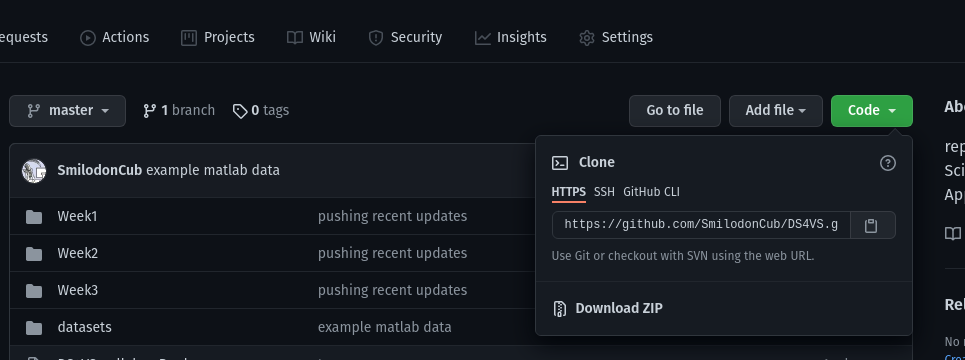 equests Actions Projects Wiki Security Insights Settings
master 1 branch 0 tags Go to file Add file Code
SmilodonCub example matlab data
Week1 pushing recent updates
Week2 pushing recent updates
Week3 pushing recent updates
datasets example matlab data
Clone
HTTPS SSH GitHub CLI
https://github.com/SmilodonCub/DS4VS.g
Use Git or checkout with SVN using the web URL.
Download ZIP
Abo
rep
Sci
App
Rel
No r
Crea